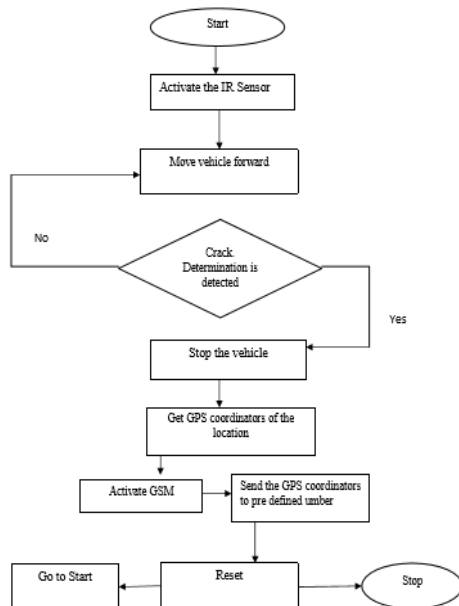 Start
Activate the IR Sensor
Move vehicle forward
No
Crack.
Determination is
detected
Yes
Stop the vehicle
Get GPS coordinators of the
location
Activate GSM
Send the GPS coordinators
to pre defined umber
Go to Start
Reset
Stop